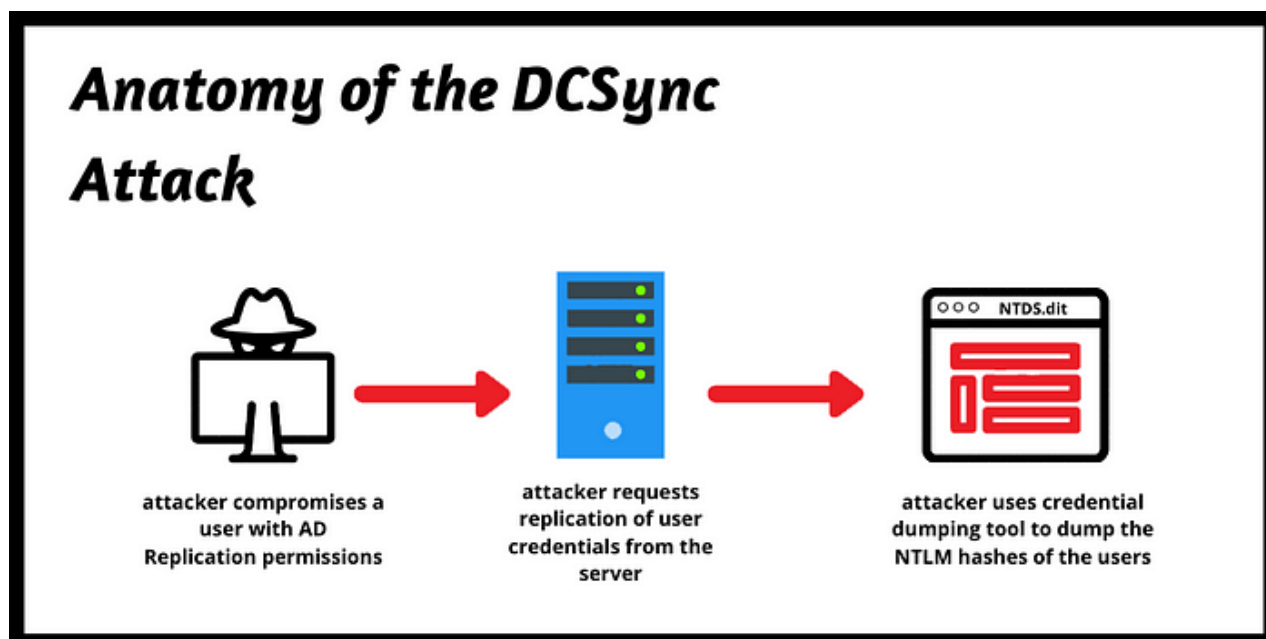 Anatomy of the DCSync
Attack
NTDS.dit
attacker compromises a
user with AD
Replication permissions
attacker requests
replication of user
credentials from the
server
attacker uses credential
dumping tool to dump the
NTLM hashes of the users